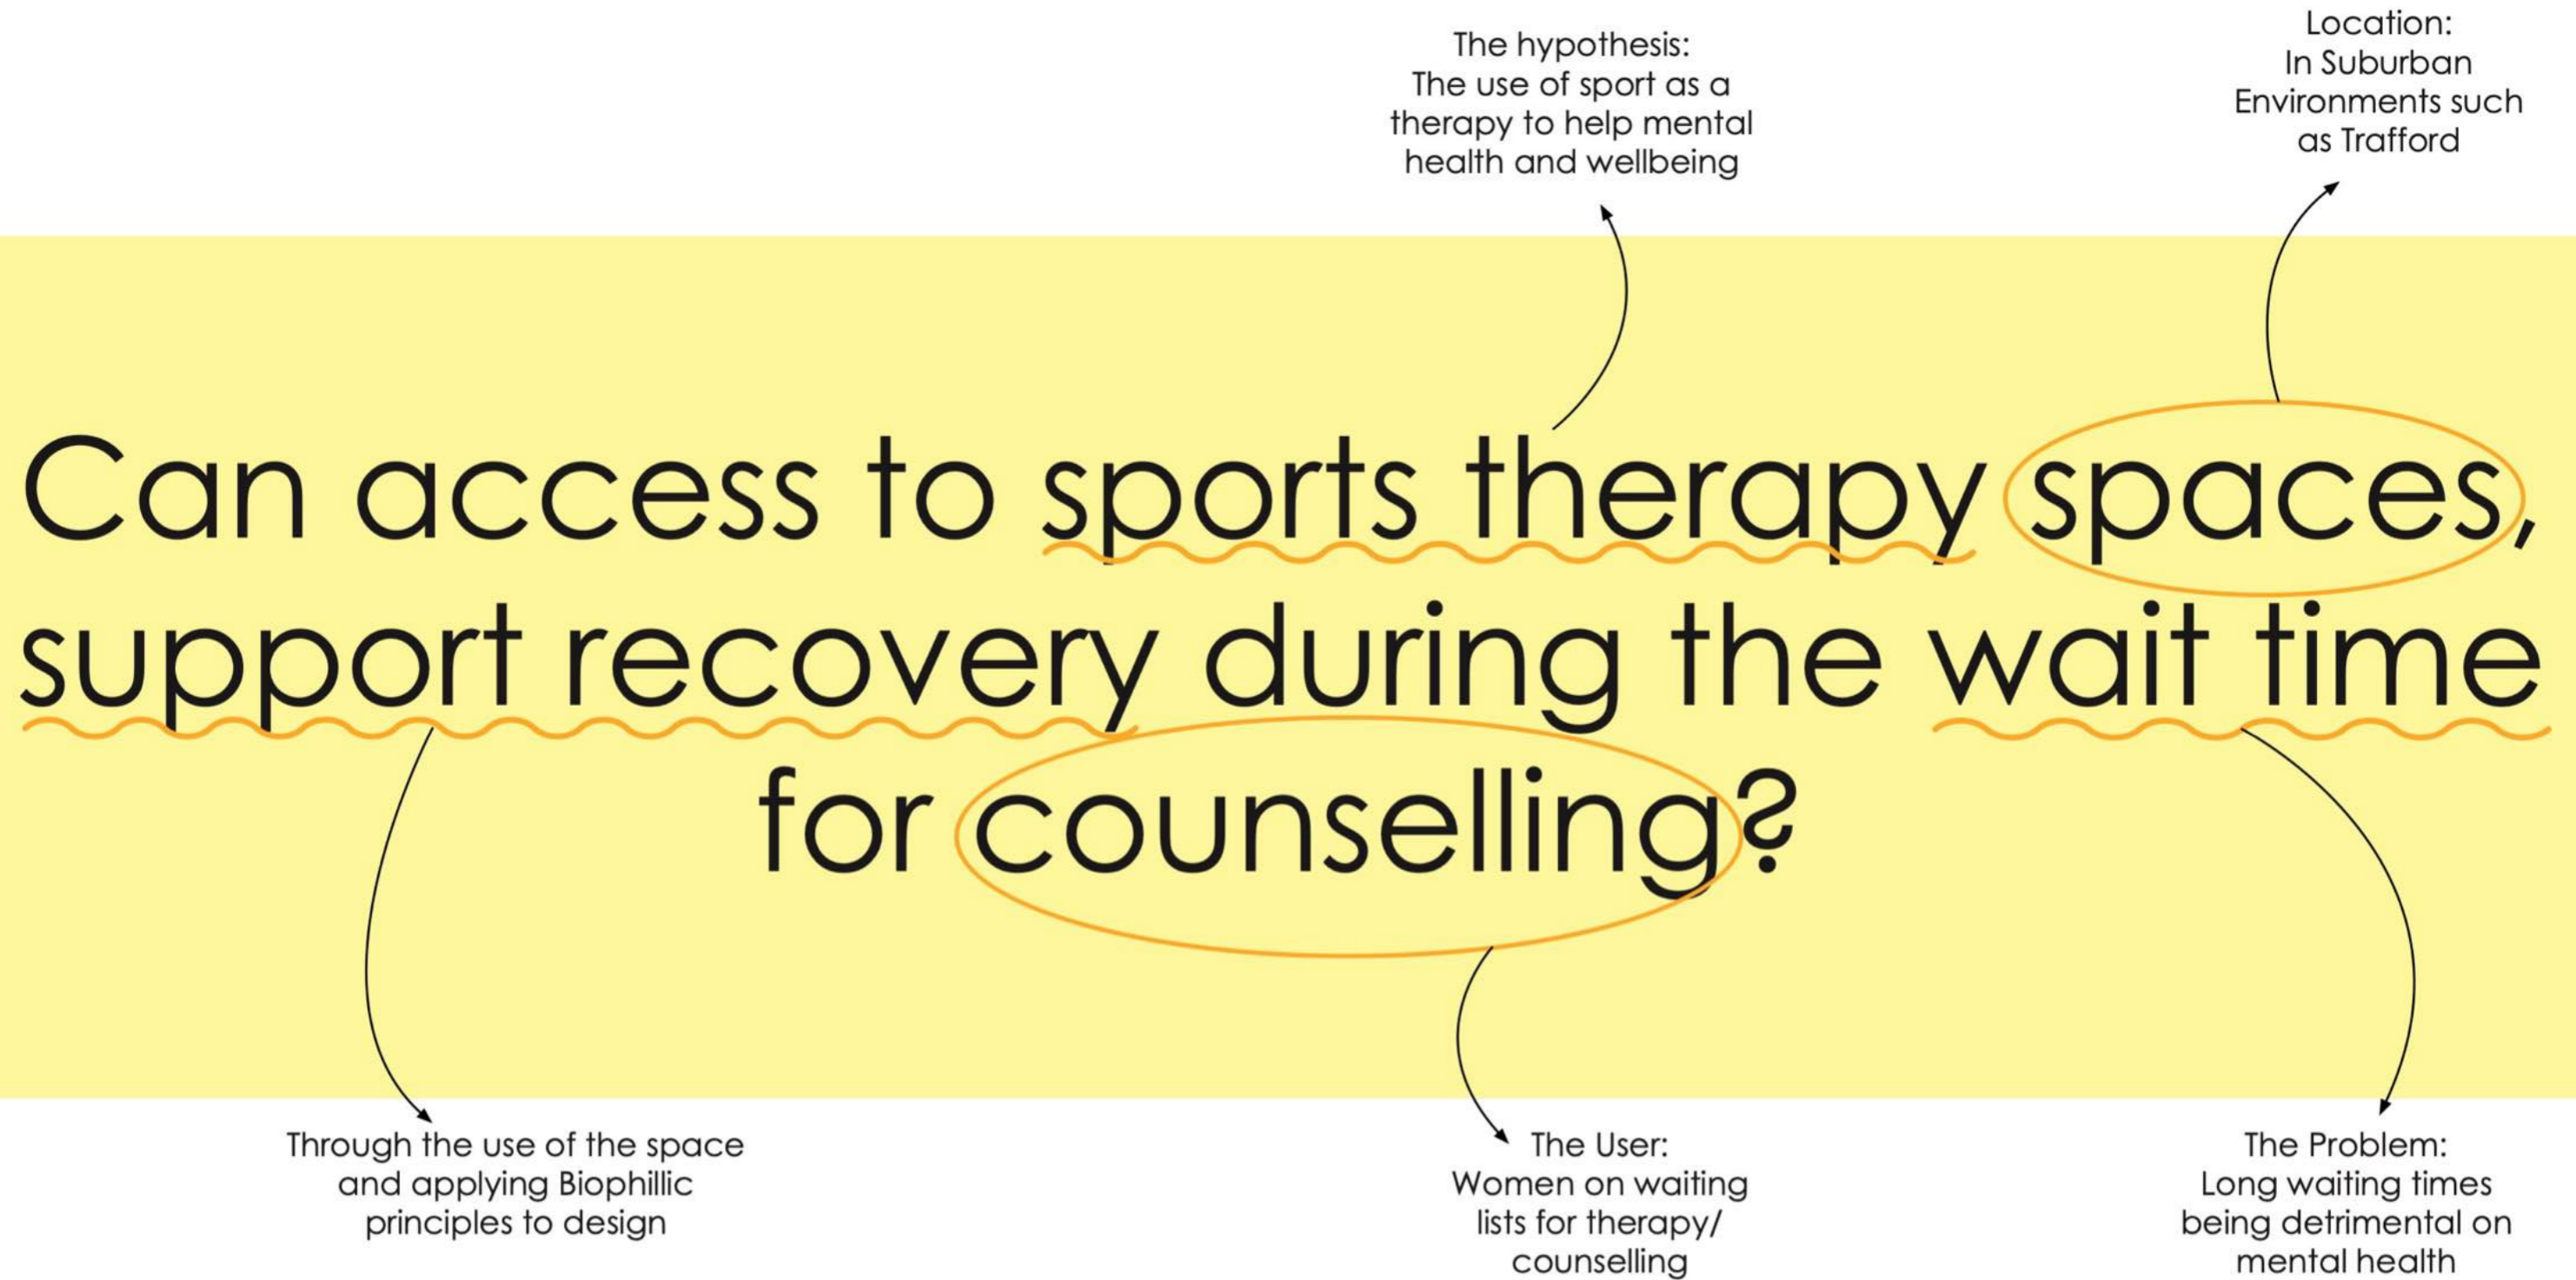 The hypothesis:
The use of sport as a
therapy to help mental
health and wellbeing
Location:
In Suburban
Environments such
as Trafford
Can access to sports therapy spaces,
support recovery during the wait time
for counselling?
Through the use of the space
and applying Biophillic
principles to design
The User:
Women on waiting
lists for therapy/
counselling
The Problem:
Long waiting times
being detrimental on
mental health